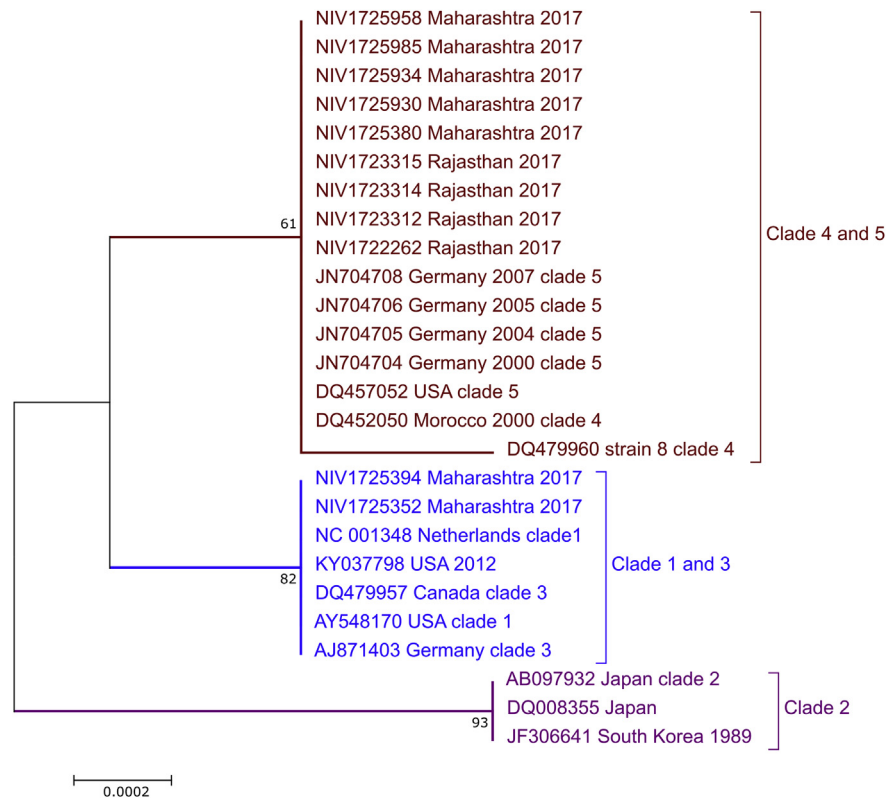 NIV1725958 Maharashtra 2017
NIV1725985 Maharashtra 2017
NIV1725934 Maharashtra 2017
NIV1725930 Maharashtra 2017
NIV1725380 Maharashtra 2017
NIV1723315 Rajasthan 2017
NIV1723314 Rajasthan 2017
NIV1723312 Rajasthan 2017
61
Clade 4 and 5
NIV1722262 Rajasthan 2017
JN704708 Germany 2007 clade 5
JN704706 Germany 2005 clade 5
JN704705 Germany 2004 clade 5
JN704704 Germany 2000 clade 5
DQ457052 USA clade 5
DQ452050 Morocco 2000 clade 4
DQ479960 strain 8 clade 4
NIV1725394 Maharashtra 2017
NIV1725352 Maharashtra 2017
NC 001348 Netherlands clade1
KY037798 USA 2012
Clade 1 and 3
82
DQ479957 Canada clade 3
AY548170 USA clade 1
AJ871403 Germany clade 3
AB097932 Japan clade 2
DQ008355 Japan
Clade 2
93
JF306641 South Korea 1989
0.0002